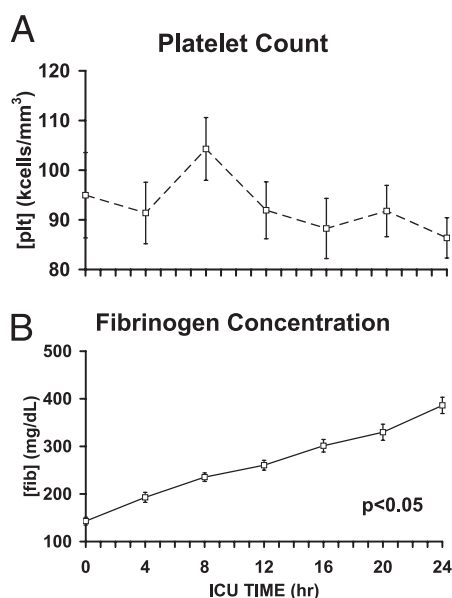 A
Platelet Count
120
110
100
90
80
[plt] (kcells/mm³)
B
Fibrinogen Concentration
500
400
300
200
100
[fib] (mg/dL)
p<0.05
0 4 8 12 16 20 24
ICU TIME (hr)